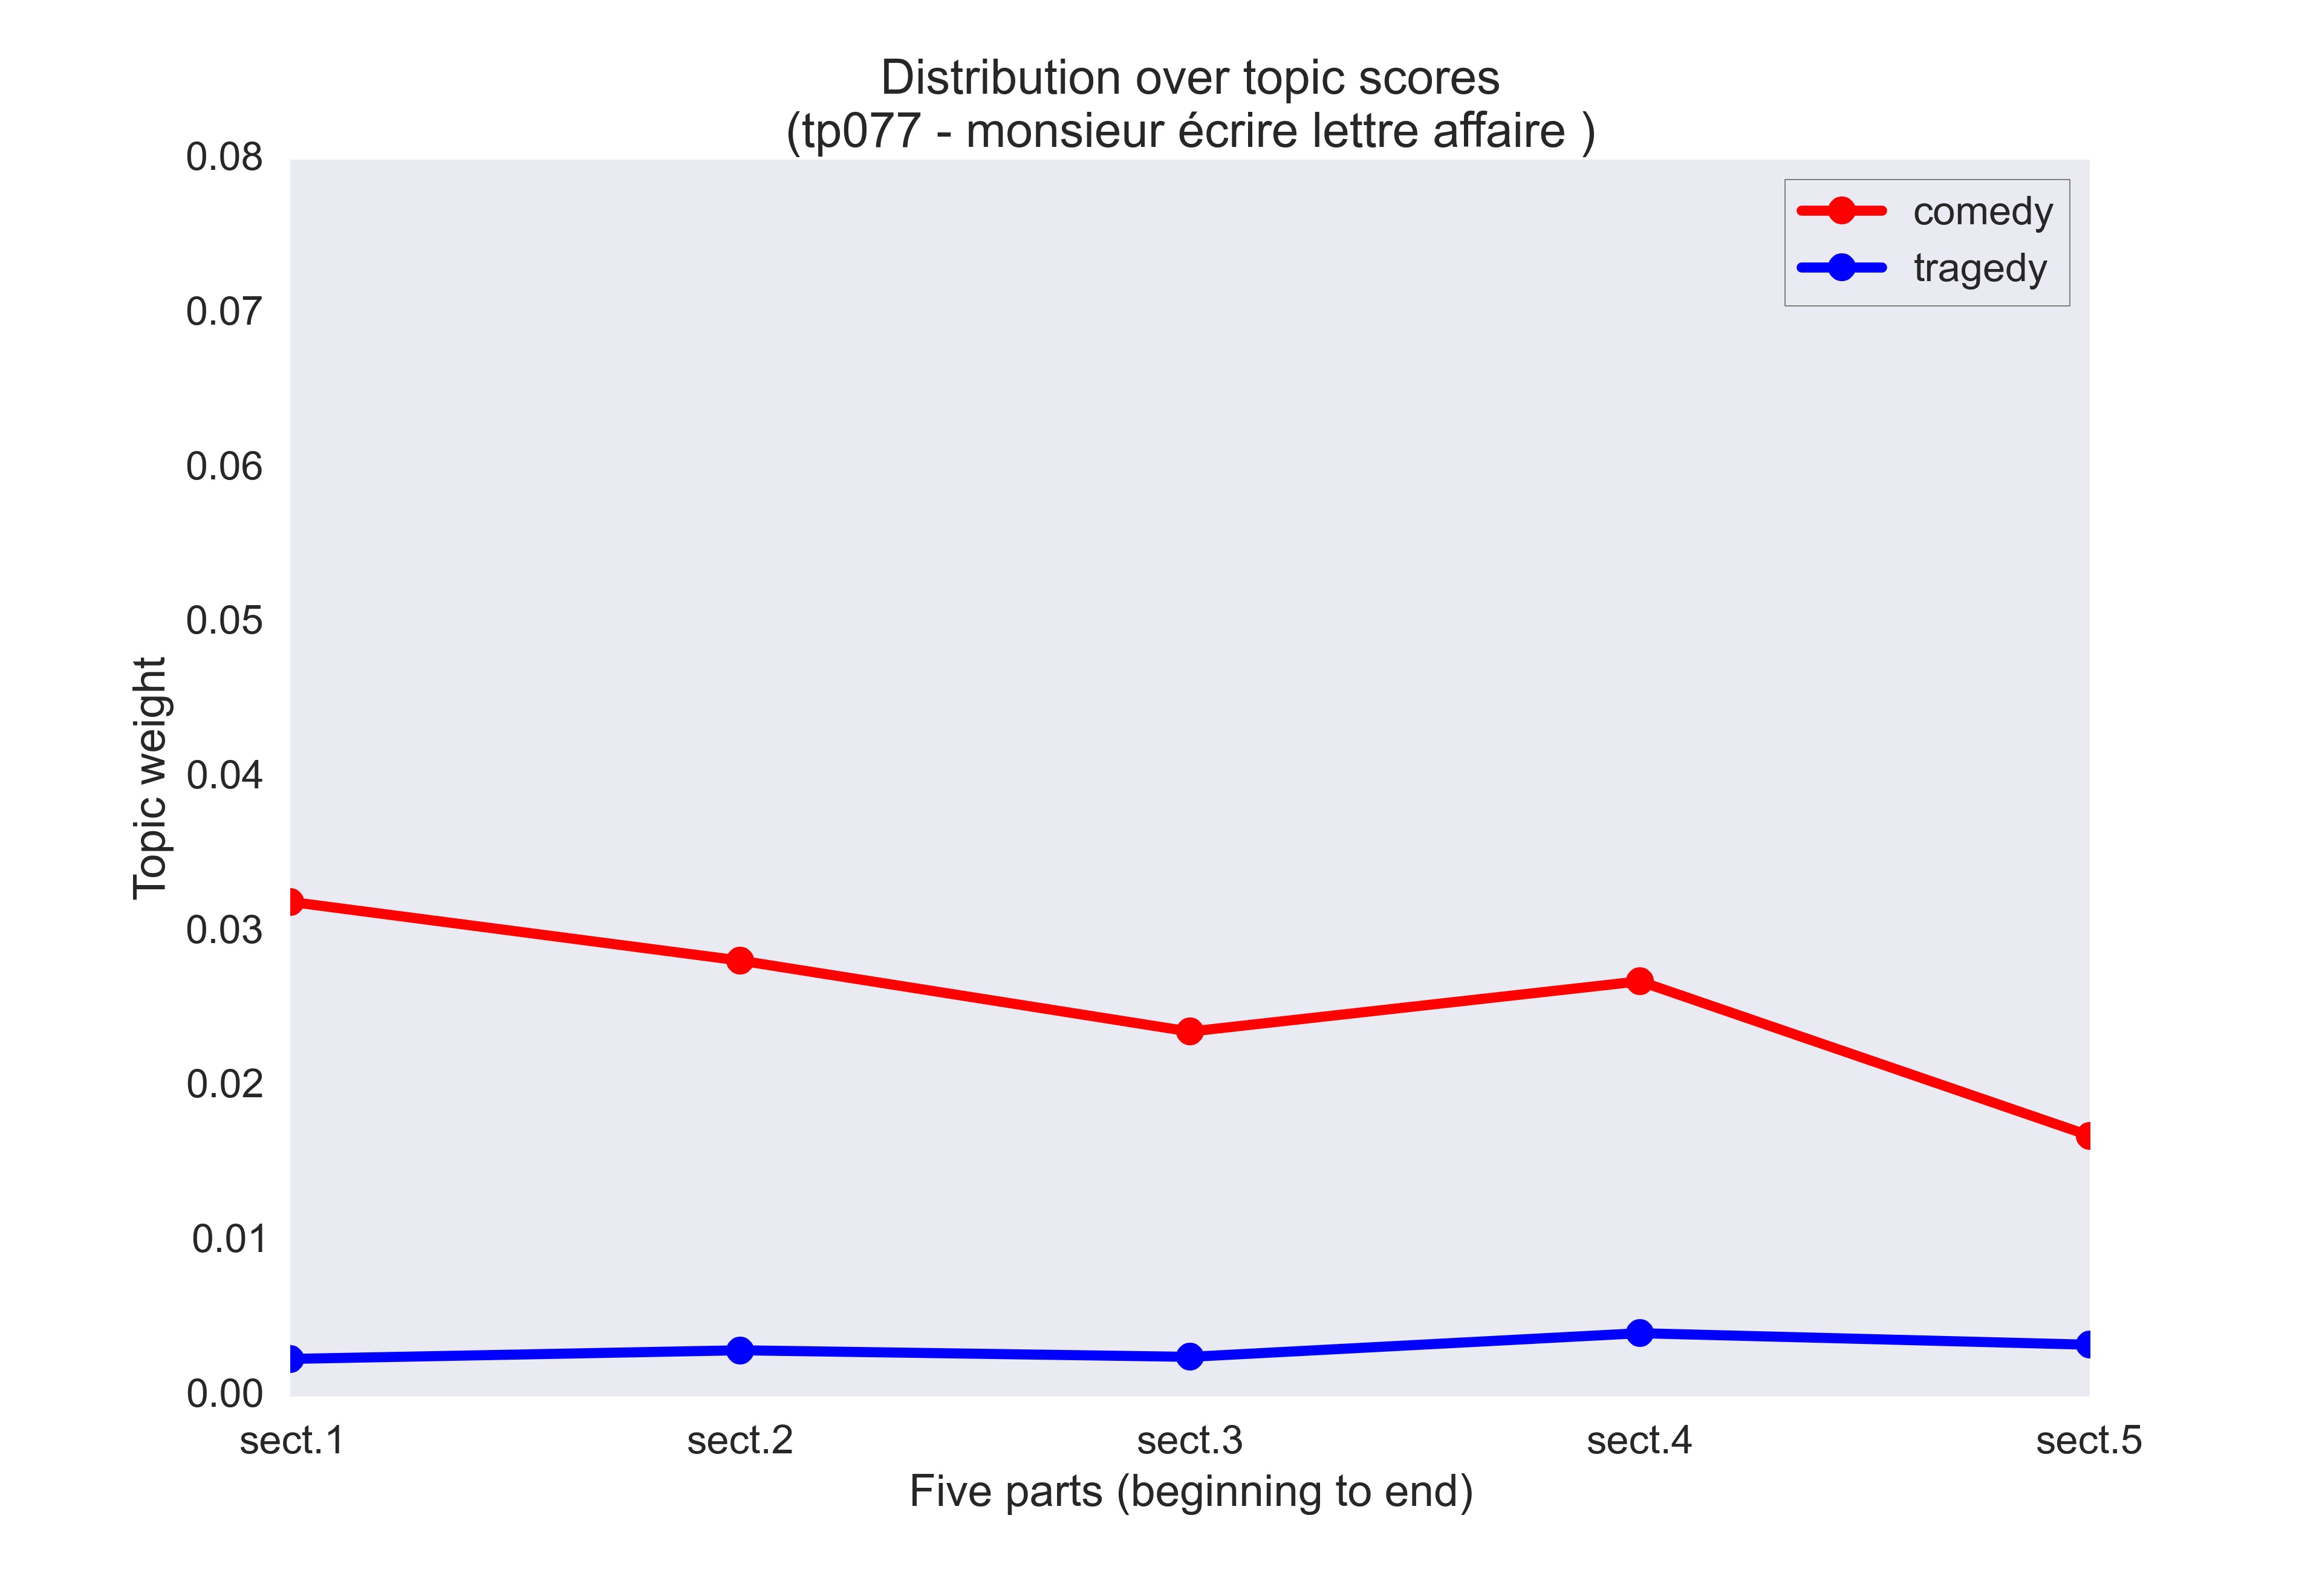 Distribution over topic scores
(tp077 - monsieur écrire lettre affaire )
0.08
0.07
0.06
0.05
0.04
0.03
0.02
0.01
0.00
Topic weight
comedy
tragedy
sect.1
sect.2
sect.3
sect.4
sect.5
Five parts (beginning to end)